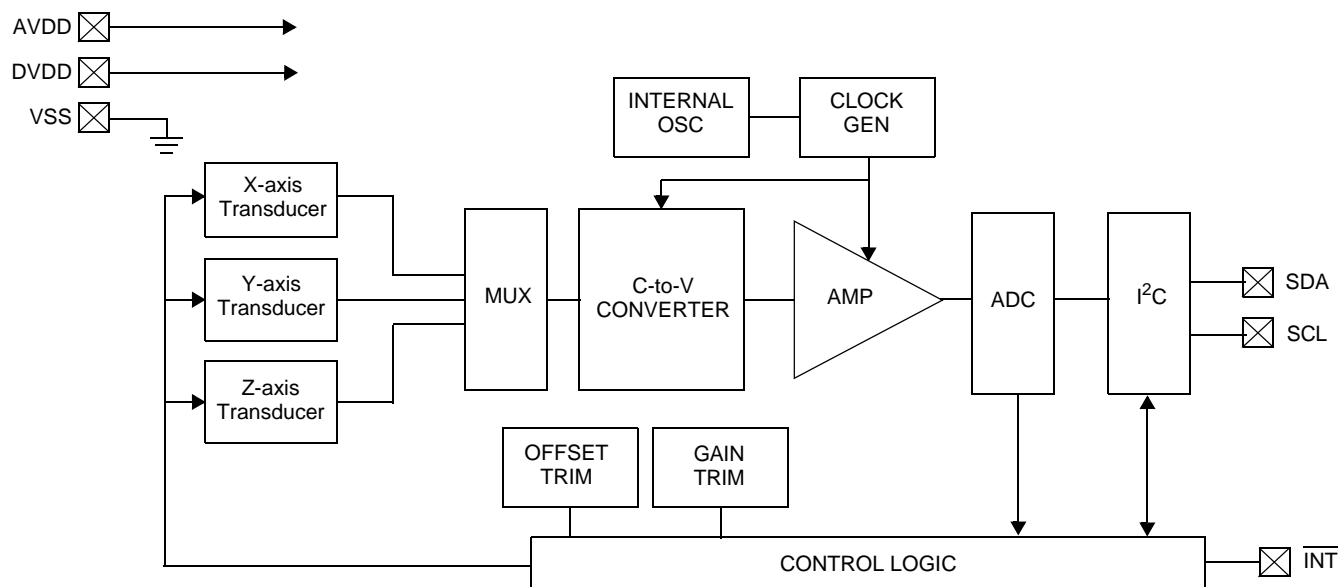 AVDD
DVDD
VSS
INTERNAL
OSC
CLOCK
GEN
X-axis
Transducer
Y-axis
Transducer
Z-axis
Transducer
MUX
C-to-V
CONVERTER
AMP
ADC
I²C
SDA
SCL
OFFSET
TRIM
GAIN
TRIM
CONTROL LOGIC
I̅N̅T̅